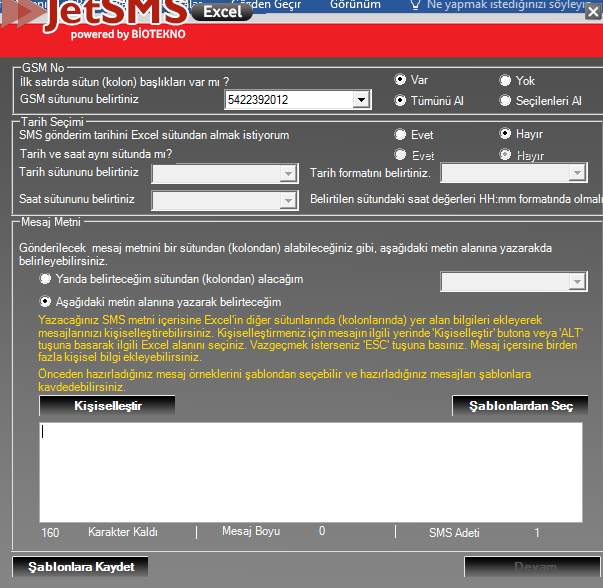 Gözden Geçir Görünüm Ne yapmak istediğinizi söyleyin
JetSMS Excel
powered by BİOTEKNO
GSM No
İlk satırda sütun (kolon) başlıkları var mı ? Var Yok
GSM sütununu belirtiniz 5422392012 Tümünü Al Seçilenleri Al
Tarih Seçimi
SMS gönderim tarihini Excel sütundan almak istiyorum Evet Hayır
Tarih ve saat aynı sütunda mı? Evet Hayır
Tarih sütununu belirtiniz Tarih formatını belirtiniz.
Saat sütununu belirtiniz Belirtilen sütundaki saat değerleri HH:mm formatında olmalı
Mesaj Metni
Gönderilecek mesaj metnini bir sütundan (kolondan) alabileceğiniz gibi, aşağıdaki metin alanına yazarakda
belirleyebilirsiniz.
Yanda belirteceğim sütundan (kolondan) alacağım
Aşağıdaki metin alanına yazarak belirteceğim
Yazacağınız SMS metni içerisine Excel'in diğer sütunlarında (kolonlarında) yer alan bilgileri ekleyerek
mesajlarınızı kişiselleştirebilirsiniz. Kişiselleştirmeniz için mesajın ilgili yerinde 'Kişiselleştir' butona veya 'ALT'
tuşuna basarak ilgili Excel alanını seçiniz. Vazgeçmek isterseniz 'ESC' tuşuna basınız. Mesaj içersine birden
fazla kişisel bilgi ekleyebilirsiniz.
Önceden hazırladığınız mesaj örneklerini şablondan seçebilir ve hazırladığınız mesajları şablonlara
kavdedebilirsiniz.
Kişiselleştir Şablonlardan Seç
160 Karakter Kaldı | Mesaj Boyu 0 | SMS Adeti 1
Şablonlara Kaydet Devam